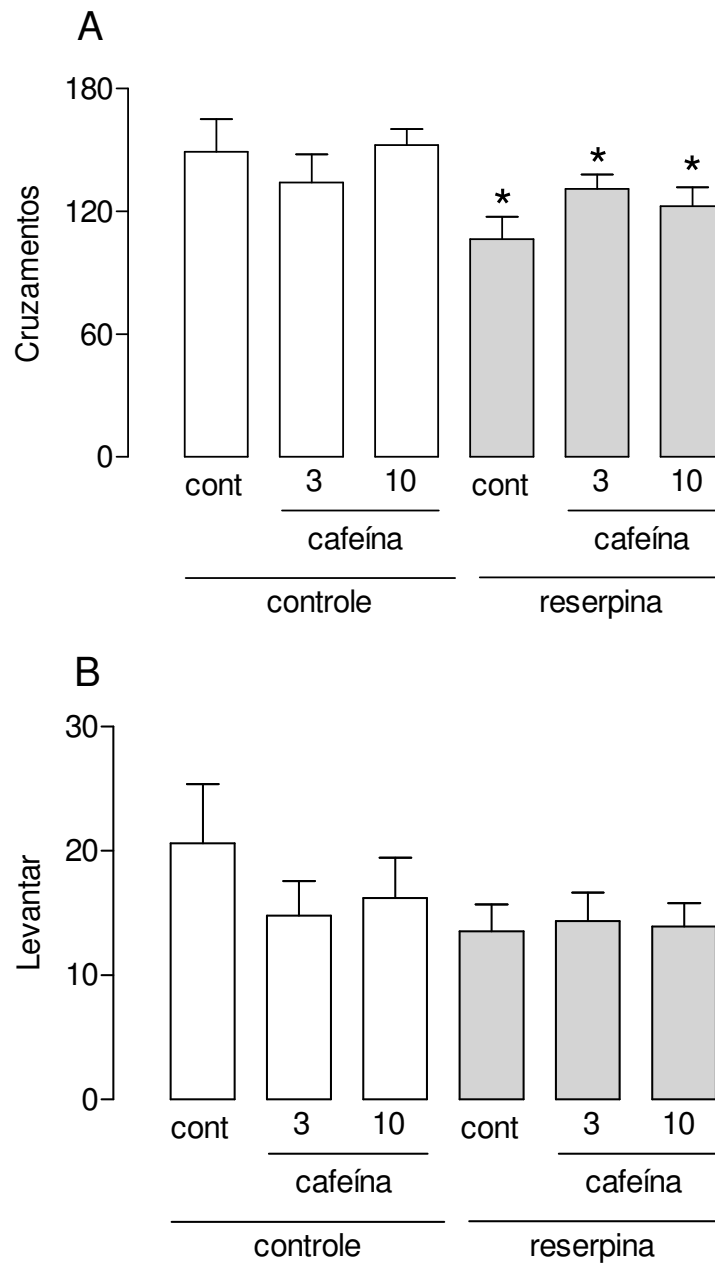 A
Cruzamentos
180
120
60
0
* * *
cont 3 10 cont 3 10
cafeína cafeína
controle reserpina
B
Levantar
30
20
10
0
cont 3 10 cont 3 10
cafeína cafeína
controle reserpina